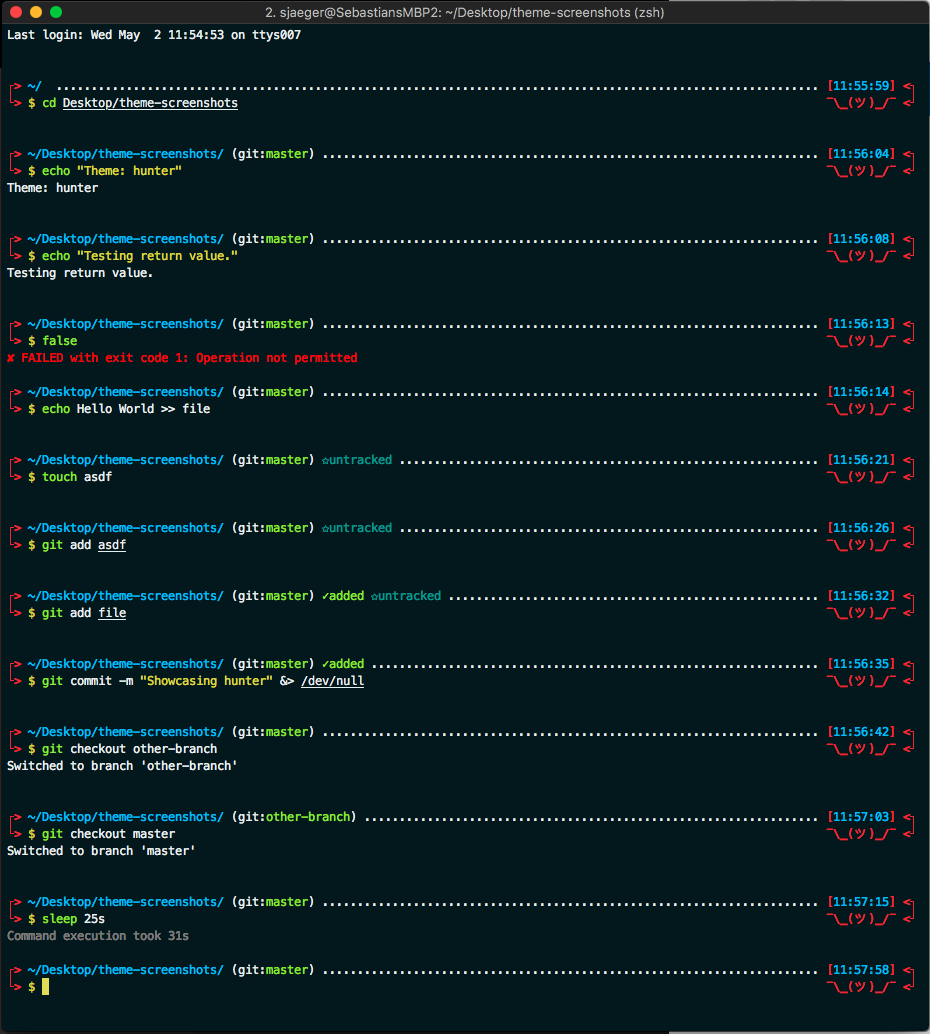 2. sjaeger@SebastiansMBP2: ~/Desktop/theme-screenshots (zsh)
Last login: Wed May  2 11:54:53 on ttys007
┌> ~/  ............................................................................................................. [11:55:59] <┐
└> $ cd Desktop/theme-screenshots ¯\_(ツ)_/¯ <┘
┌> ~/Desktop/theme-screenshots/ (git:master) ....................................................................... [11:56:04] <┐
└> $ echo "Theme: hunter" ¯\_(ツ)_/¯ <┘
Theme: hunter
┌> ~/Desktop/theme-screenshots/ (git:master) ....................................................................... [11:56:08] <┐
└> $ echo "Testing return value." ¯\_(ツ)_/¯ <┘
Testing return value.
┌> ~/Desktop/theme-screenshots/ (git:master) ....................................................................... [11:56:13] <┐
└> $ false ¯\_(ツ)_/¯ <┘
✘ FAILED with exit code 1: Operation not permitted
┌> ~/Desktop/theme-screenshots/ (git:master) ....................................................................... [11:56:14] <┐
└> $ echo Hello World >> file ¯\_(ツ)_/¯ <┘
┌> ~/Desktop/theme-screenshots/ (git:master) ✩untracked ............................................................ [11:56:21] <┐
└> $ touch asdf ¯\_(ツ)_/¯ <┘
┌> ~/Desktop/theme-screenshots/ (git:master) ✩untracked ............................................................ [11:56:26] <┐
└> $ git add asdf ¯\_(ツ)_/¯ <┘
┌> ~/Desktop/theme-screenshots/ (git:master) ✓added ✩untracked ..................................................... [11:56:32] <┐
└> $ git add file ¯\_(ツ)_/¯ <┘
┌> ~/Desktop/theme-screenshots/ (git:master) ✓added ................................................................ [11:56:35] <┐
└> $ git commit -m "Showcasing hunter" &> /dev/null ¯\_(ツ)_/¯ <┘
┌> ~/Desktop/theme-screenshots/ (git:master) ....................................................................... [11:56:42] <┐
└> $ git checkout other-branch ¯\_(ツ)_/¯ <┘
Switched to branch 'other-branch'
┌> ~/Desktop/theme-screenshots/ (git:other-branch) ................................................................. [11:57:03] <┐
└> $ git checkout master ¯\_(ツ)_/¯ <┘
Switched to branch 'master'
┌> ~/Desktop/theme-screenshots/ (git:master) ....................................................................... [11:57:15] <┐
└> $ sleep 25s ¯\_(ツ)_/¯ <┘
Command execution took 31s
┌> ~/Desktop/theme-screenshots/ (git:master) ....................................................................... [11:57:58] <┐
└> $ ¯\_(ツ)_/¯ <┘